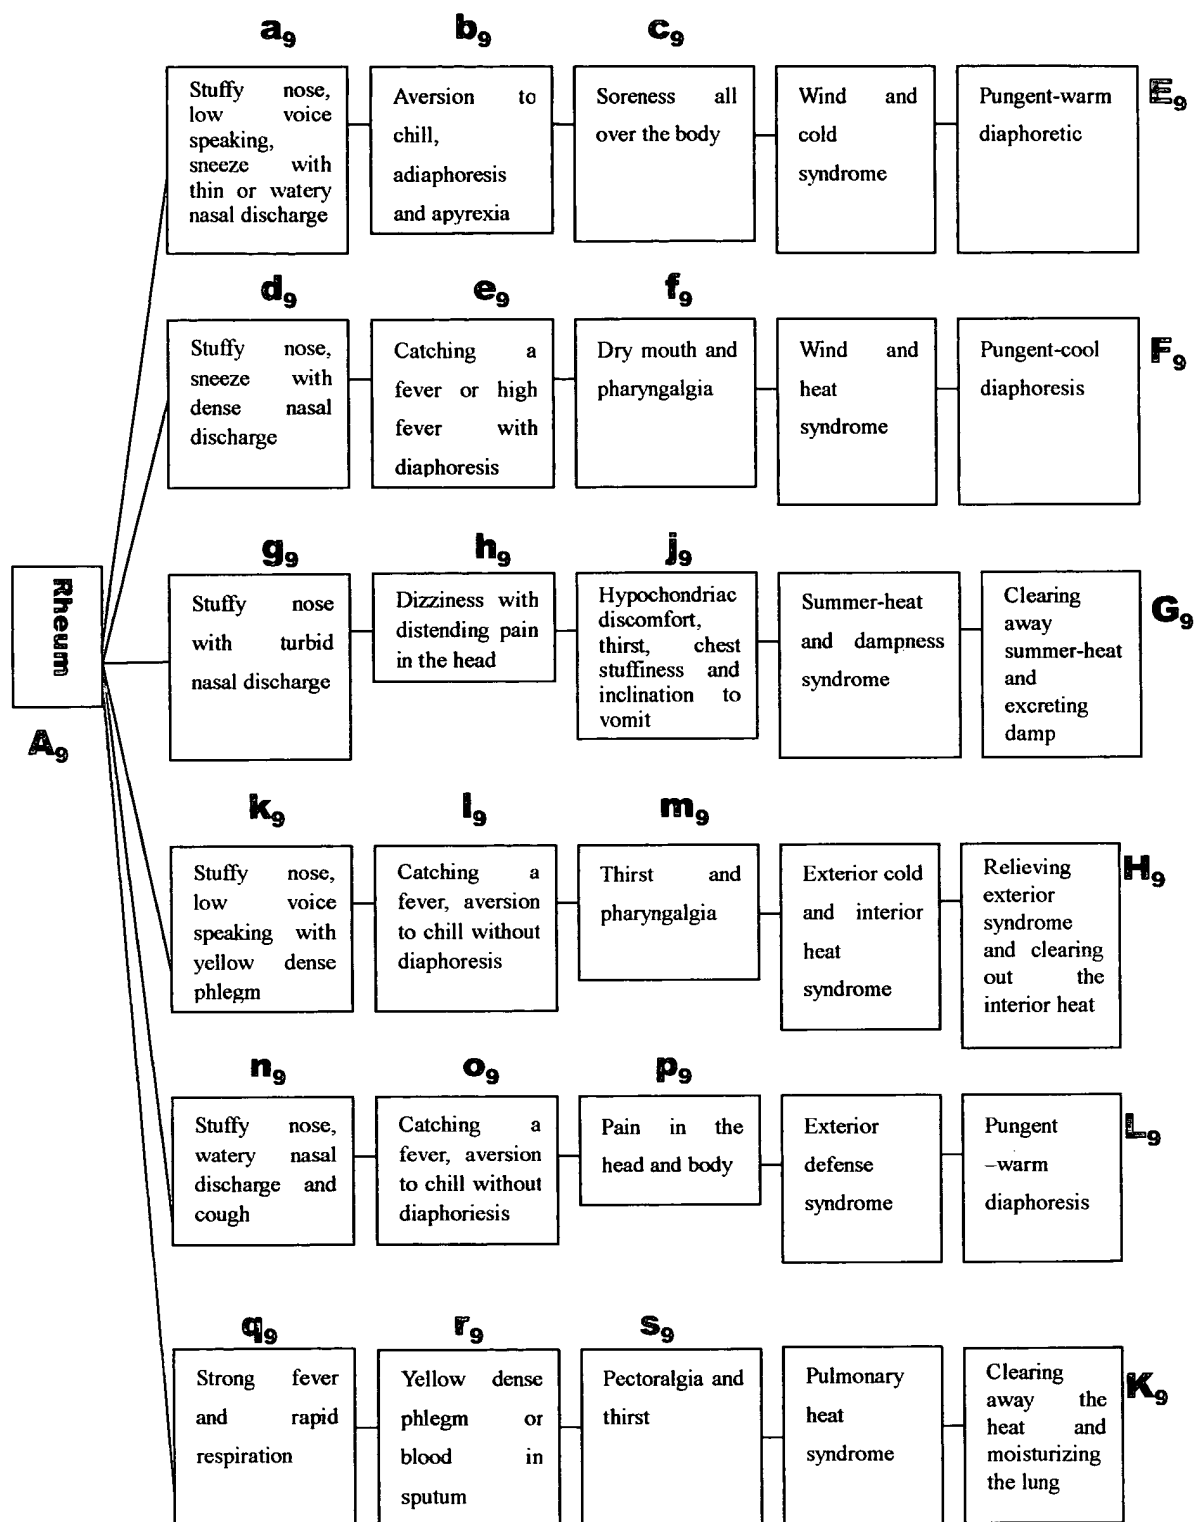 a9 b9 c9
Stuffy nose,
low voice
speaking,
sneeze with
thin or watery
nasal discharge
Aversion to
chill,
adiaphoresis
and apyrexia
Soreness all
over the body
Wind and
cold
syndrome
Pungent-warm
diaphoretic
E9
d9 e9 f9
Stuffy nose,
sneeze with
dense nasal
discharge
Catching a
fever or high
fever with
diaphoresis
Dry mouth and
pharyngalgia
Wind and
heat
syndrome
Pungent-cool
diaphoresis
F9
Rheum
A9
g9 h9 j9
Stuffy nose
with turbid
nasal discharge
Dizziness with
distending pain
in the head
Hypochondriac
discomfort,
thirst, chest
stuffiness and
inclination to
vomit
Summer-heat
and dampness
syndrome
Clearing
away
summer-heat
and
excreting
damp
G9
k9 l9 m9
Stuffy nose,
low voice
speaking with
yellow dense
phlegm
Catching a
fever, aversion
to chill without
diaphoresis
Thirst and
pharyngalgia
Exterior cold
and interior
heat
syndrome
Relieving
exterior
syndrome
and clearing
out the
interior heat
H9
n9 o9 p9
Stuffy nose,
watery nasal
discharge and
cough
Catching a
fever, aversion
to chill without
diaphoriesis
Pain in the
head and body
Exterior
defense
syndrome
Pungent
-warm
diaphoresis
L9
q9 r9 s9
Strong fever
and rapid
respiration
Yellow dense
phlegm or
blood in
sputum
Pectoralgia and
thirst
Pulmonary
heat
syndrome
Clearing
away the
heat and
moisturizing
the lung
K9